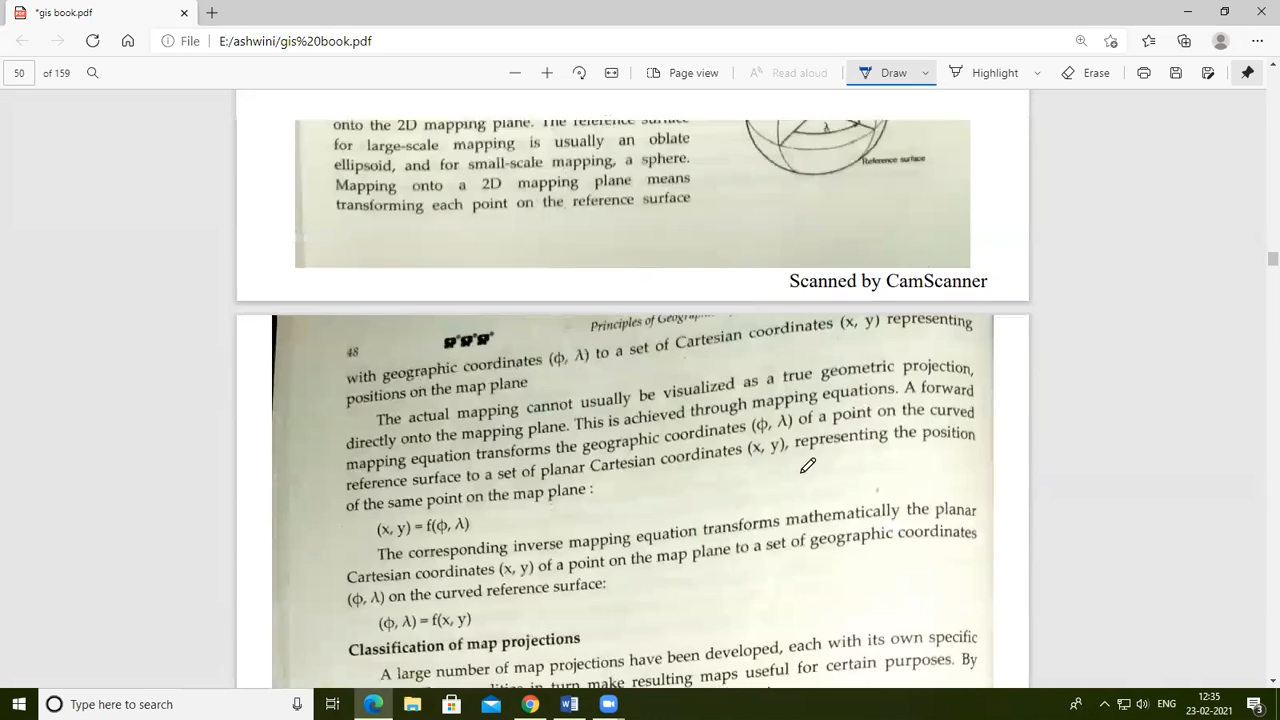 *gis book.pdf
File
E:/ashwini/gis%20book.pdf
50 of 159
Page view
Read aloud
Draw
Highlight
Erase
onto the 2D mapping plane. The reference surface
for large-scale mapping is usually an oblate
ellipsoid, and for small-scale mapping, a sphere.
Mapping onto a 2D mapping plane means
transforming each point on the reference surface
λ
Reference surface
Scanned by CamScanner
48
Principles of
with geographic coordinates (ϕ, λ) to a set of Cartesian coordinates (x, y) representing
positions on the map plane
The actual mapping cannot usually be visualized as a true geometric projection,
directly onto the mapping plane. This is achieved through mapping equations. A forward
mapping equation transforms the geographic coordinates (ϕ, λ) of a point on the curved
reference surface to a set of planar Cartesian coordinates (x, y), representing the position
of the same point on the map plane :
(x, y) = f(ϕ, λ)
The corresponding inverse mapping equation transforms mathematically the planar
Cartesian coordinates (x, y) of a point on the map plane to a set of geographic coordinates
(ϕ, λ) on the curved reference surface:
(ϕ, λ) = f(x, y)
Classification of map projections
A large number of map projections have been developed, each with its own specific
in turn make resulting maps useful for certain purposes. By
Type here to search
ENG
12:35
23-02-2021
3